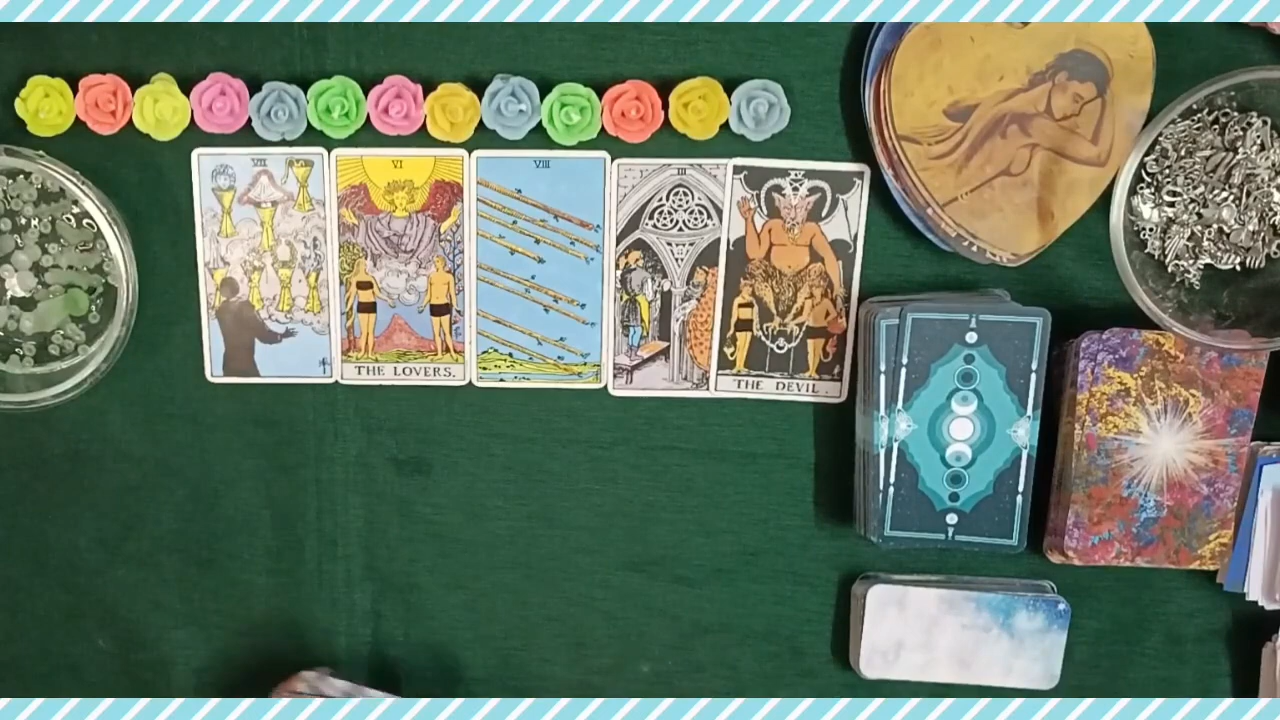 VII
VI
VIII
III
XV
THE LOVERS.
THE DEVIL.